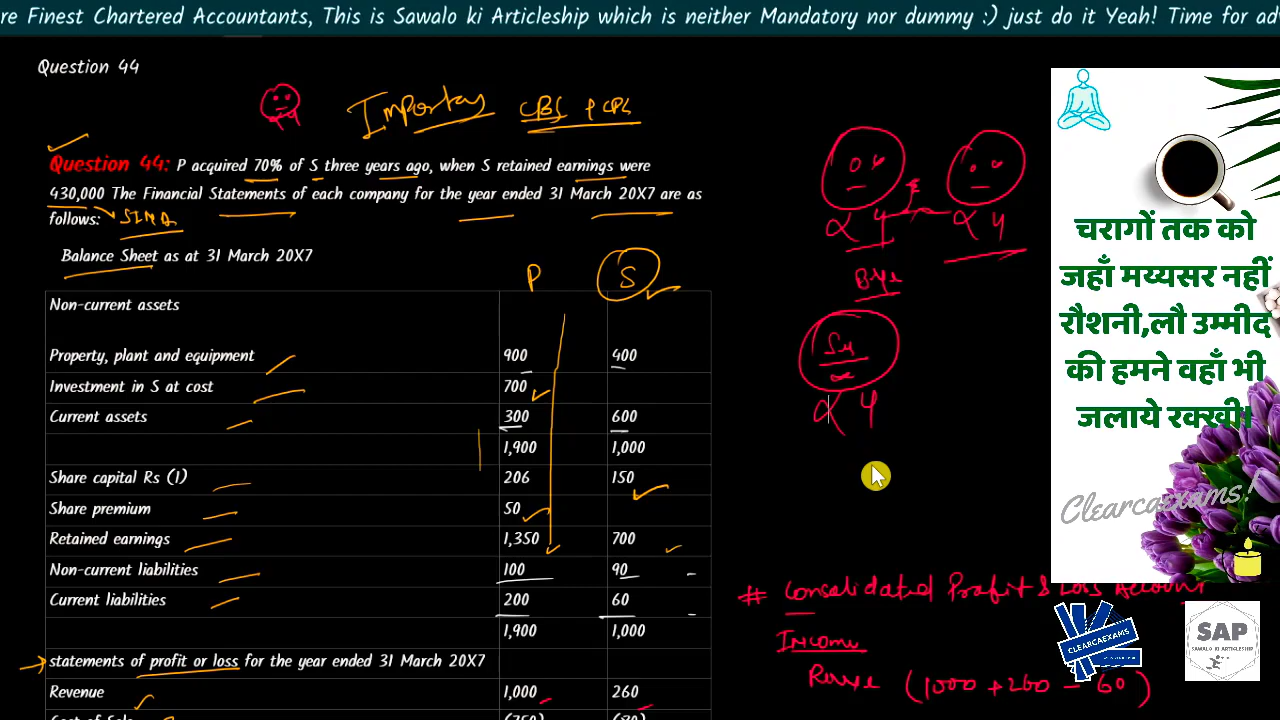 re Finest Chartered Accountants, This is Sawalo ki Articleship which is neither Mandatory nor dummy :) just do it Yeah! Time for ad
Question 44
CBS + CPL
Question 44: P acquired 70% of S three years ago, when S retained earnings were
430,000 The Financial Statements of each company for the year ended 31 March 20X7 are as
follows:
Balance Sheet as at 31 March 20X7
P S
Non-current assets
Property, plant and equipment 900 400
Investment in S at cost 700
Current assets 300 600
1,900 1,000
Share capital Rs (1) 206 150
Share premium 50
Retained earnings 1,350 700
Non-current liabilities 100 90
Current liabilities 200 60
1,900 1,000
statements of profit or loss for the year ended 31 March 20X7
Revenue 1,000 260
# Consolidated Profit & Loss Account
Income
(1000 + 260 - 60)
चरागों तक को
जहाँ मय्यसर नहीं
रौशनी,लौ उम्मीद
की हमने वहाँ भी
जलाये रक्खी।
Clearcaexams!
CLEARCAEXAMS
SAP
SAWALO KI ARTICLESHIP